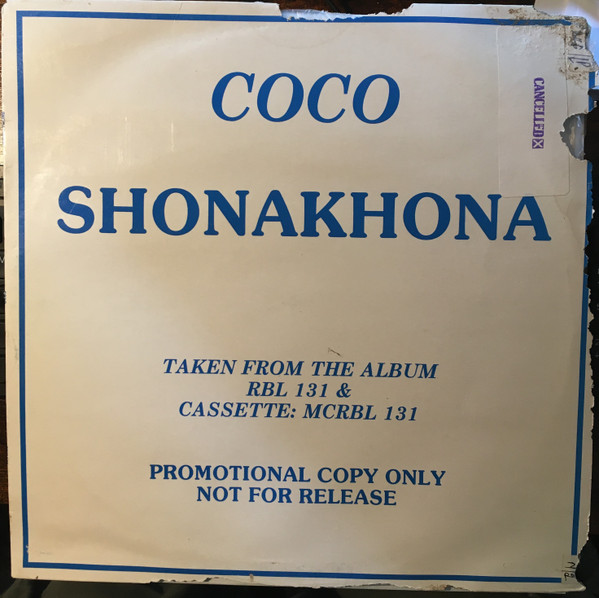 COCO
CANCELLED
SHONAKHONA
TAKEN FROM THE ALBUM
RBL 131 &
CASSETTE: MCRBL 131
PROMOTIONAL COPY ONLY
NOT FOR RELEASE